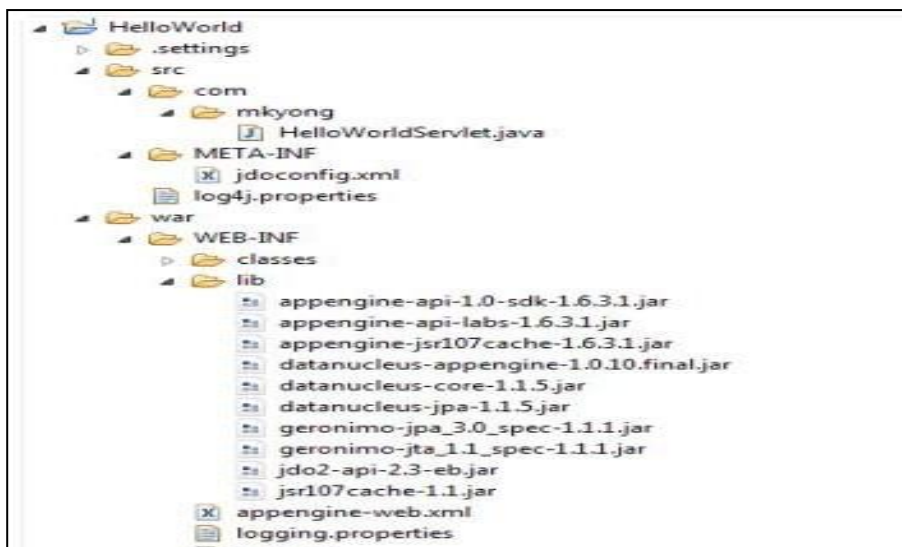 HelloWorld
.settings
src
com
mkyong
HelloWorldServlet.java
META-INF
jdoconfig.xml
log4j.properties
war
WEB-INF
classes
lib
appengine-api-1.0-sdk-1.6.3.1.jar
appengine-api-labs-1.6.3.1.jar
appengine-jsr107cache-1.6.3.1.jar
datanucleus-appengine-1.0.10.final.jar
datanucleus-core-1.1.5.jar
datanucleus-jpa-1.1.5.jar
geronimo-jpa_3.0_spec-1.1.1.jar
geronimo-jta_1.1_spec-1.1.1.jar
jdo2-api-2.3-eb.jar
jsr107cache-1.1.jar
appengine-web.xml
logging.properties